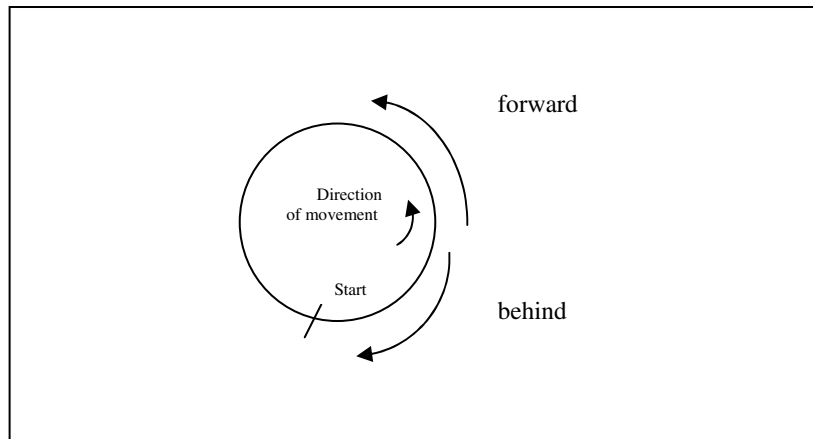 forward
Direction
of movement
Start
behind